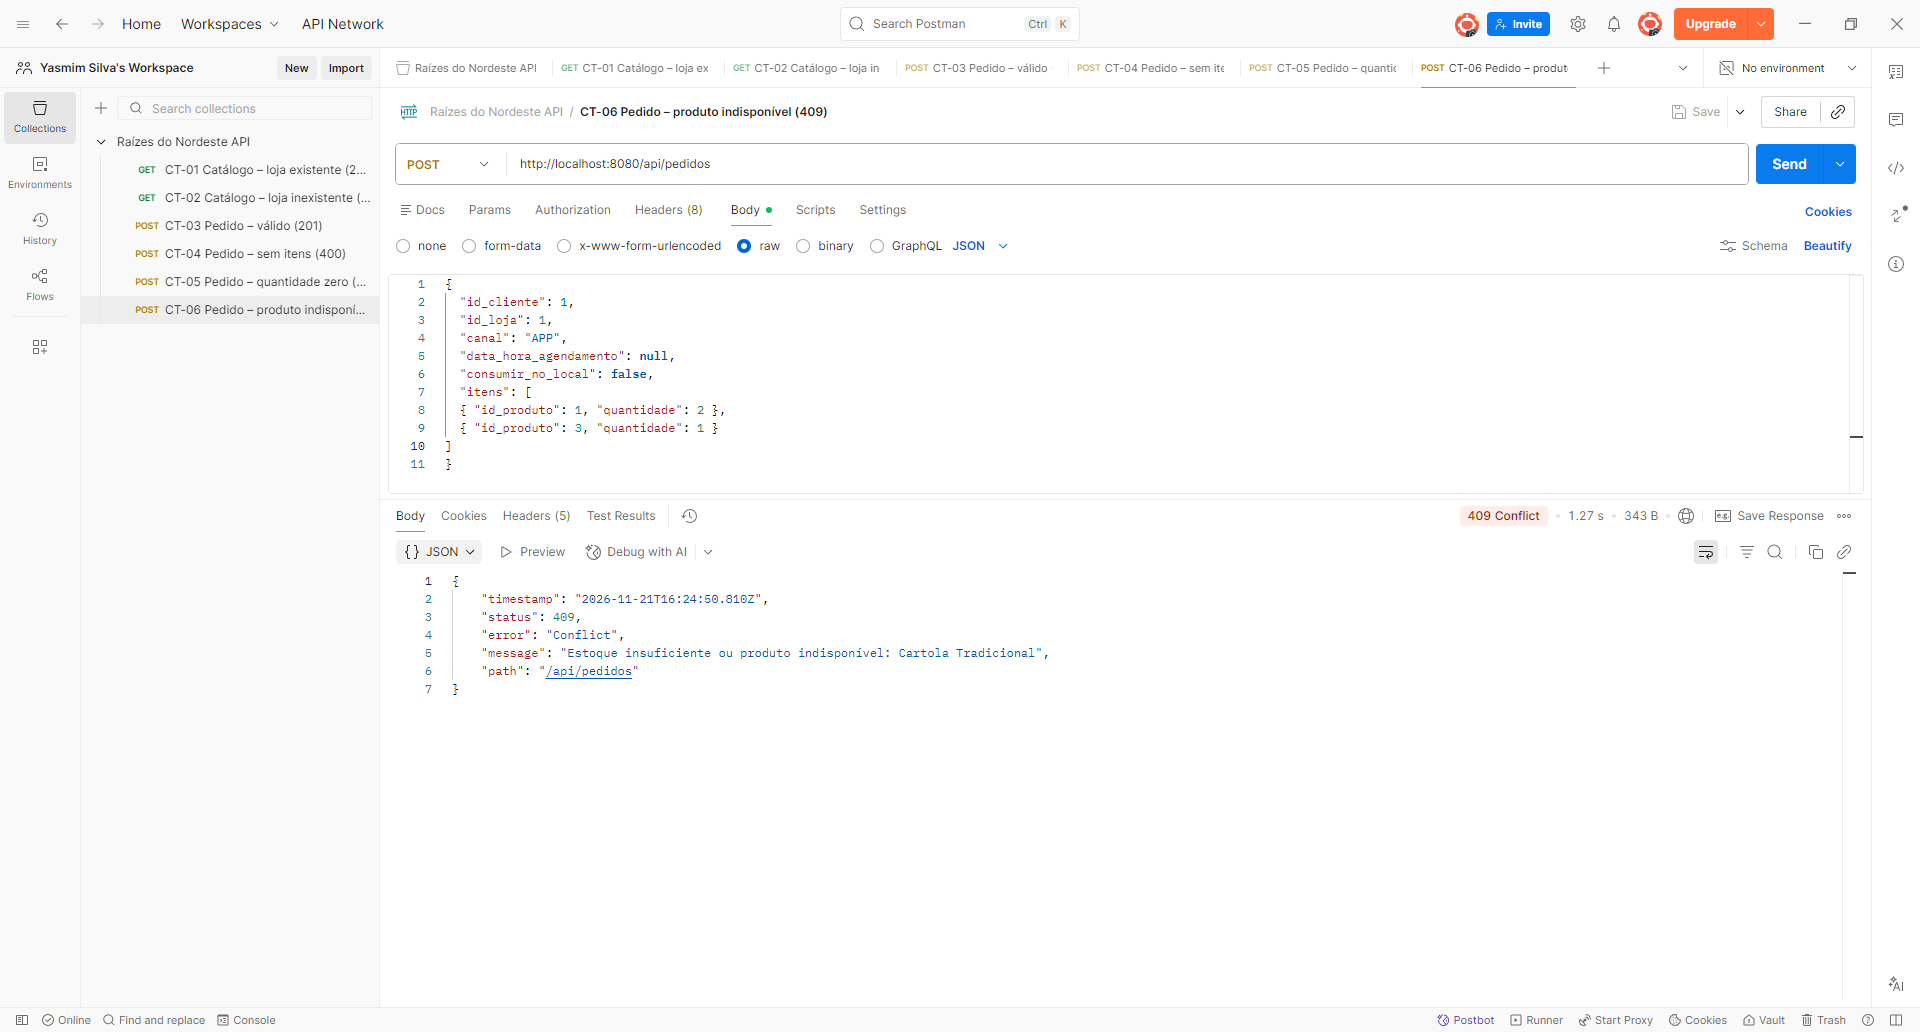 Home Workspaces API Network
Search Postman Ctrl K
Invite Upgrade
Yasmim Silva's Workspace New Import
Raízes do Nordeste API GET CT-01 Catálogo – loja ex GET CT-02 Catálogo – loja in POST CT-03 Pedido – válido POST CT-04 Pedido – sem ite POST CT-05 Pedido – quantic POST CT-06 Pedido – produt No environment
Collections
Environments
History
Flows
Search collections
Raízes do Nordeste API
GET CT-01 Catálogo – loja existente (2...
GET CT-02 Catálogo – loja inexistente (...
POST CT-03 Pedido – válido (201)
POST CT-04 Pedido – sem itens (400)
POST CT-05 Pedido – quantidade zero (...
POST CT-06 Pedido – produto indisponí...
HTTP Raízes do Nordeste API / CT-06 Pedido – produto indisponível (409) Save Share
POST http://localhost:8080/api/pedidos Send
Docs Params Authorization Headers (8) Body Scripts Settings Cookies
none form-data x-www-form-urlencoded raw binary GraphQL JSON Schema Beautify
1 {
2 "id_cliente": 1,
3 "id_loja": 1,
4 "canal": "APP",
5 "data_hora_agendamento": null,
6 "consumir_no_local": false,
7 "itens": [
8 { "id_produto": 1, "quantidade": 2 },
9 { "id_produto": 3, "quantidade": 1 }
10 ]
11 }
Body Cookies Headers (5) Test Results 409 Conflict • 1.27 s • 343 B e.g. Save Response
{} JSON Preview Debug with AI
1 {
2 "timestamp": "2026-11-21T16:24:50.810Z",
3 "status": 409,
4 "error": "Conflict",
5 "message": "Estoque insuficiente ou produto indisponível: Cartola Tradicional",
6 "path": "/api/pedidos"
7 }
AI
Online Find and replace Console Postbot Runner Start Proxy Cookies Vault Trash